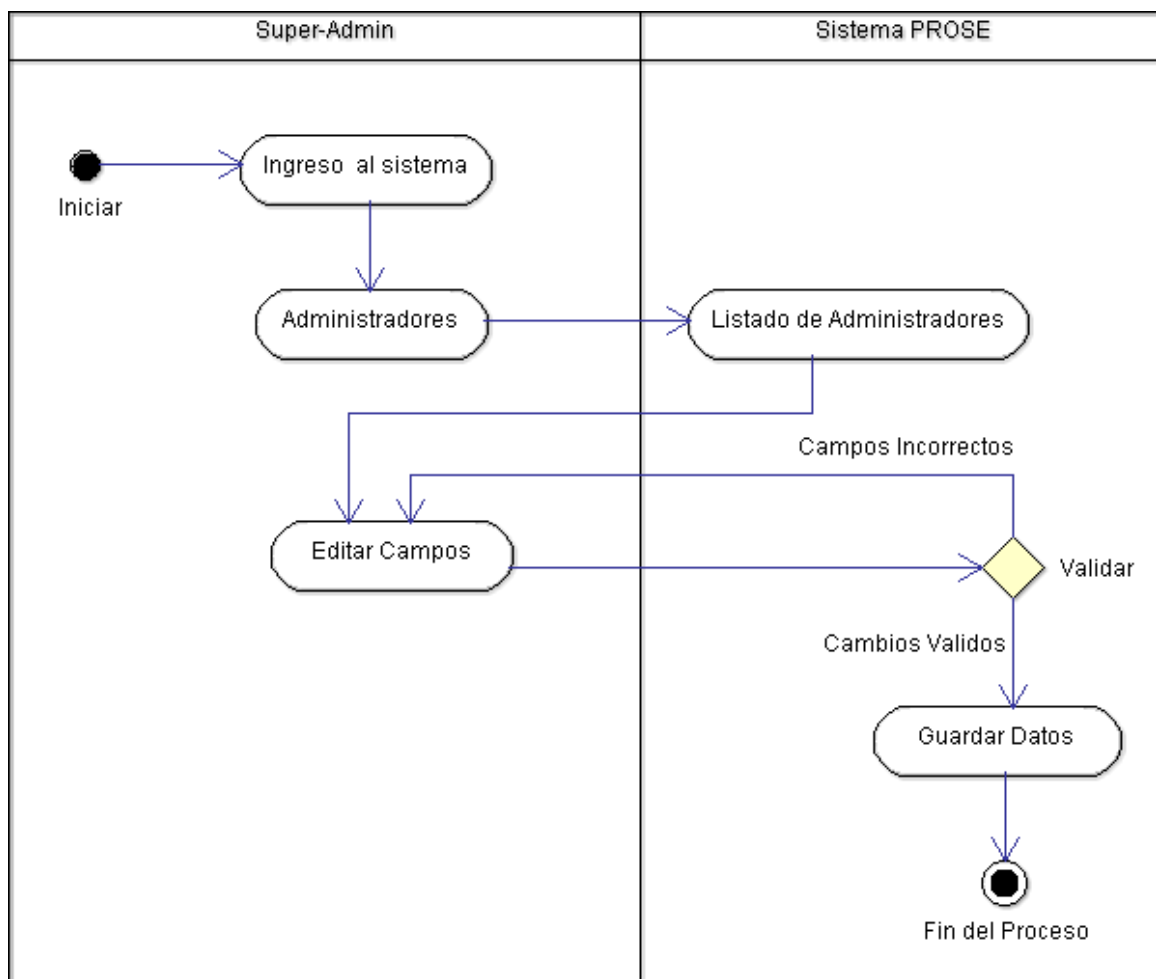 Super-Admin
Sistema PROSE
Ingreso al sistema
Iniciar
Administradores
Listado de Administradores
Campos Incorrectos
Editar Campos
Validar
Cambios Validos
Guardar Datos
Fin del Proceso